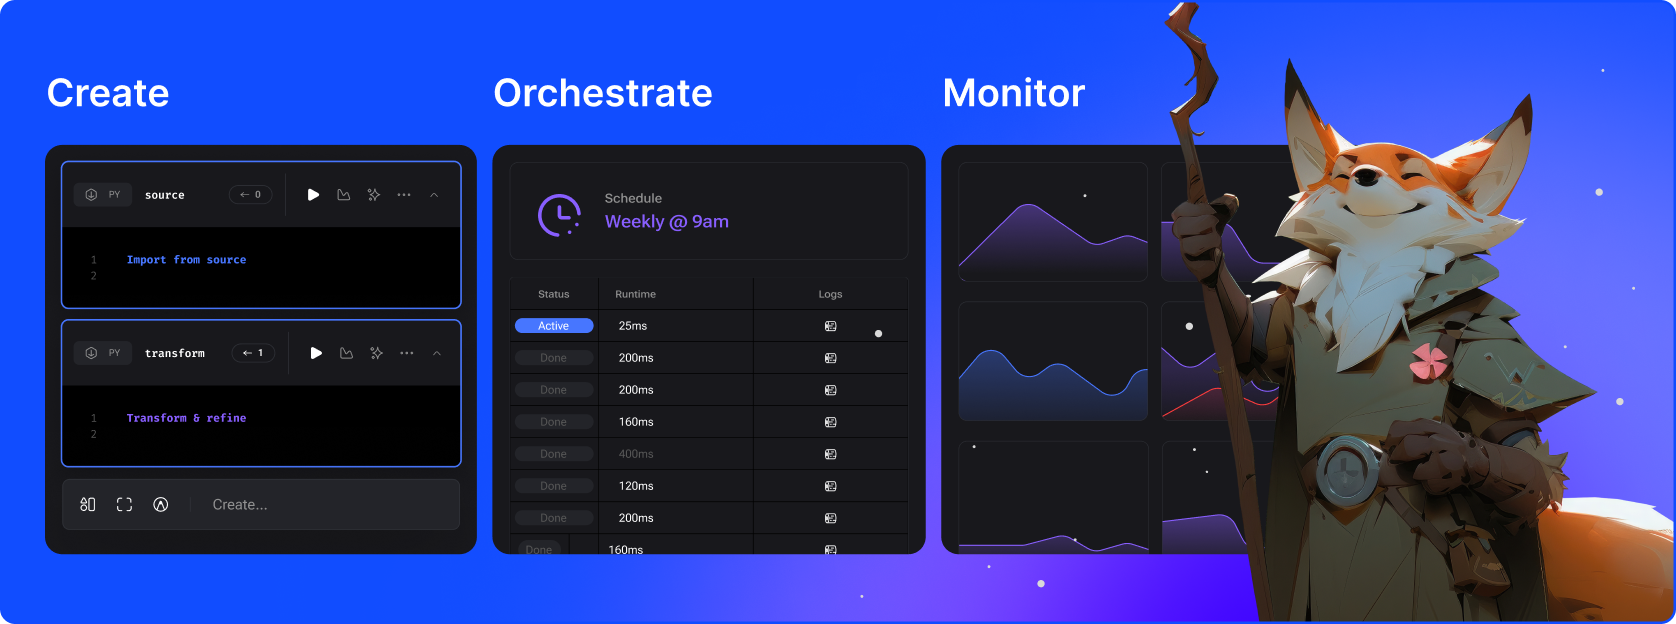 Create
PY source ← 0
1 Import from source
2
PY transform ← 1
1 Transform & refine
2
Create...
Orchestrate
Schedule
Weekly @ 9am
Status Runtime Logs
Active 25ms
Done 200ms
Done 200ms
Done 160ms
Done 400ms
Done 120ms
Done 200ms
Done 160ms
Monitor